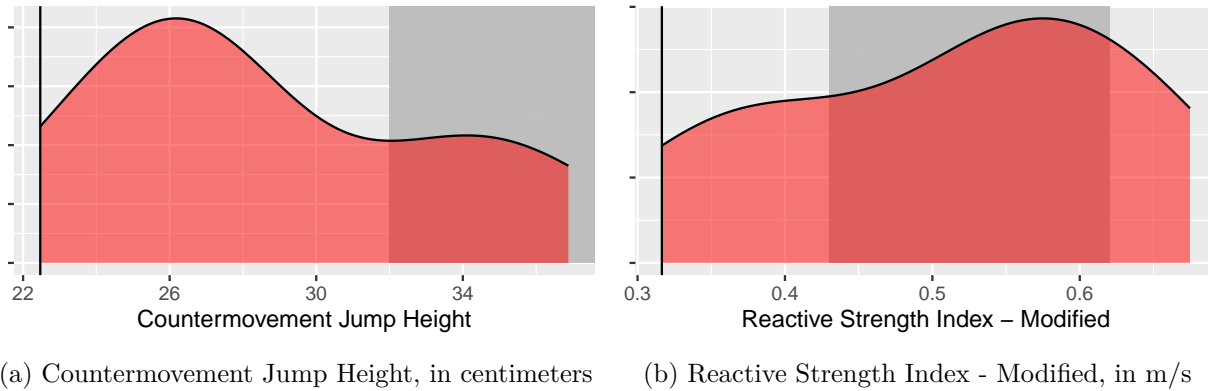 22 26 30 34
Countermovement Jump Height
(a) Countermovement Jump Height, in centimeters
0.3 0.4 0.5 0.6
Reactive Strength Index – Modified
(b) Reactive Strength Index - Modified, in m/s